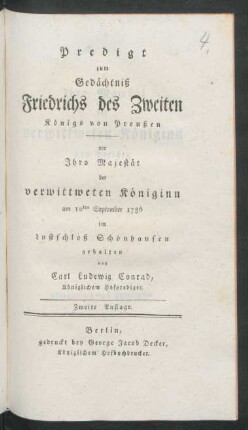 4.
Predigt
zum
Gedächtniß
Friedrichs des Zweiten
Königs von Preußen
vor
Ihro Majestät
der
verwittweten Königinn
am 10ten September 1786
im
Lustschloß Schönhausen
gehalten
von
Carl Ludewig Conrad,
Königlichem Hofprediger.
Zweite Auflage.
Berlin,
gedruckt bey George Jacob Decker,
Königlichem Hofbuchdrucker.